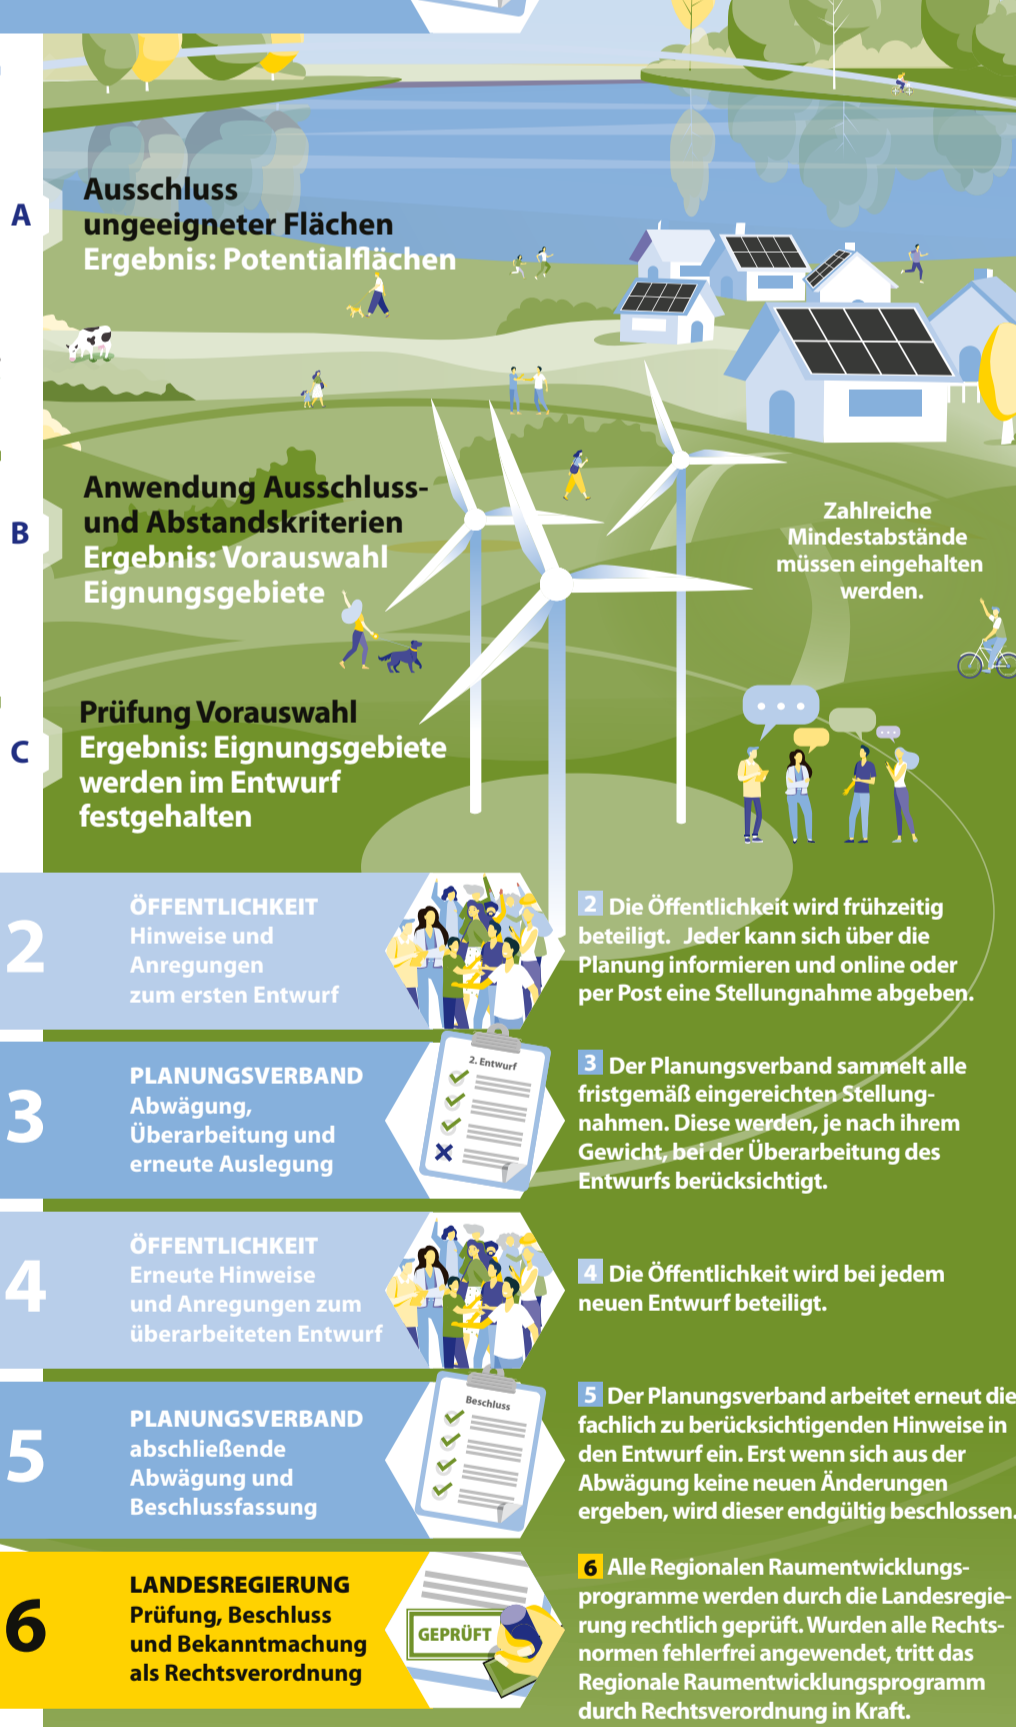 A
Ausschluss
ungeeigneter Flächen
Ergebnis: Potentialflächen
B
Anwendung Ausschluss-
und Abstandskriterien
Ergebnis: Vorauswahl
Eignungsgebiete
Zahlreiche
Mindestabstände
müssen eingehalten
werden.
C
Prüfung Vorauswahl
Ergebnis: Eignungsgebiete
werden im Entwurf
festgehalten
2
ÖFFENTLICHKEIT
Hinweise und
Anregungen
zum ersten Entwurf
2 Die Öffentlichkeit wird frühzeitig
beteiligt. Jeder kann sich über die
Planung informieren und online oder
per Post eine Stellungnahme abgeben.
3
PLANUNGSVERBAND
Abwägung,
Überarbeitung und
erneute Auslegung
2. Entwurf
3 Der Planungsverband sammelt alle
fristgemäß eingereichten Stellung-
nahmen. Diese werden, je nach ihrem
Gewicht, bei der Überarbeitung des
Entwurfs berücksichtigt.
4
ÖFFENTLICHKEIT
Erneute Hinweise
und Anregungen zum
überarbeiteten Entwurf
4 Die Öffentlichkeit wird bei jedem
neuen Entwurf beteiligt.
5
PLANUNGSVERBAND
abschließende
Abwägung und
Beschlussfassung
Beschluss
5 Der Planungsverband arbeitet erneut die
fachlich zu berücksichtigenden Hinweise in
den Entwurf ein. Erst wenn sich aus der
Abwägung keine neuen Änderungen
ergeben, wird dieser endgültig beschlossen.
6
LANDESREGIERUNG
Prüfung, Beschluss
und Bekanntmachung
als Rechtsverordnung
GEPRÜFT
6 Alle Regionalen Raumentwicklungs-
programme werden durch die Landesregie-
rung rechtlich geprüft. Wurden alle Rechts-
normen fehlerfrei angewendet, tritt das
Regionale Raumentwicklungsprogramm
durch Rechtsverordnung in Kraft.